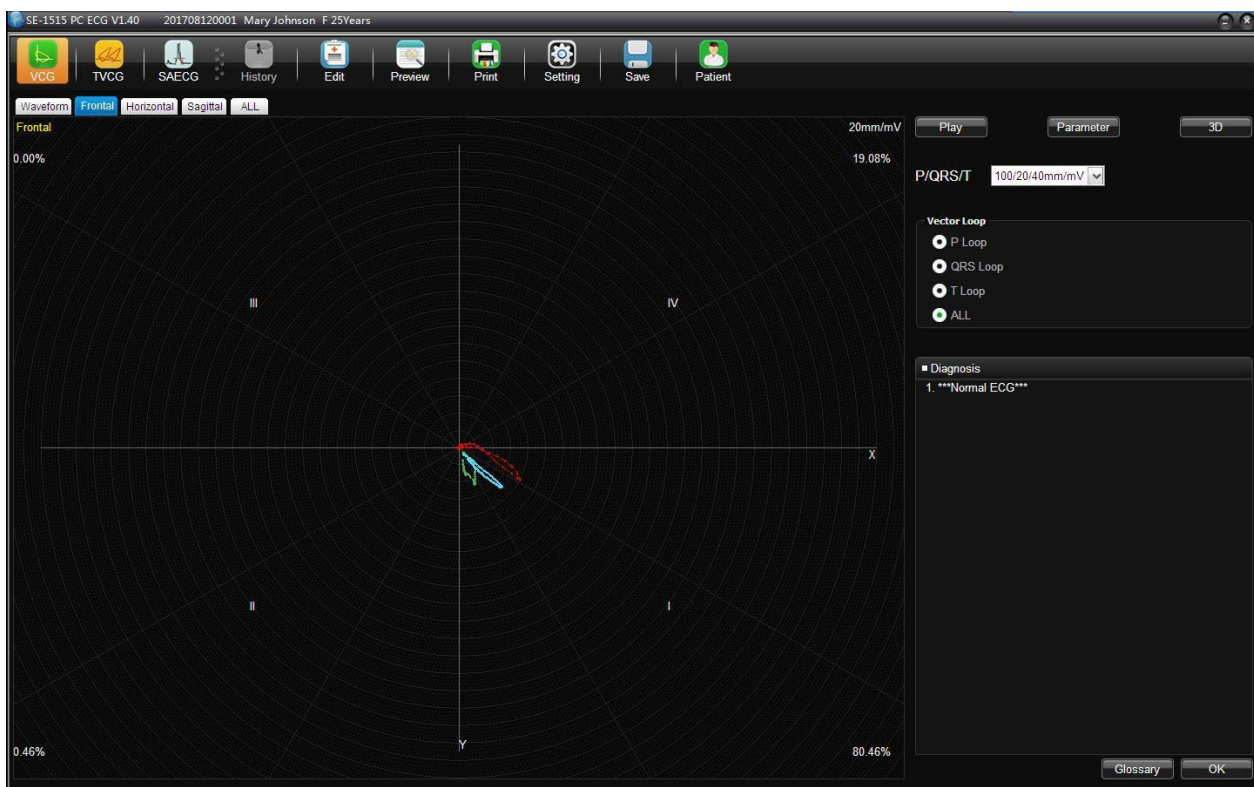 SE-1515 PC ECG V1.40 201708120001 Mary Johnson F 25Years
VCG TVCG SAECG History Edit Preview Print Setting Save Patient
Waveform Frontal Horizontal Sagittal ALL
Frontal 20mm/mV
Play Parameter 3D
0.00% 19.08%
P/QRS/T 100/20/40mm/mV
Vector Loop
P Loop
QRS Loop
T Loop
ALL
III IV
Diagnosis
1. ***Normal ECG***
X
II I
Y
0.46% 80.46%
Glossary OK